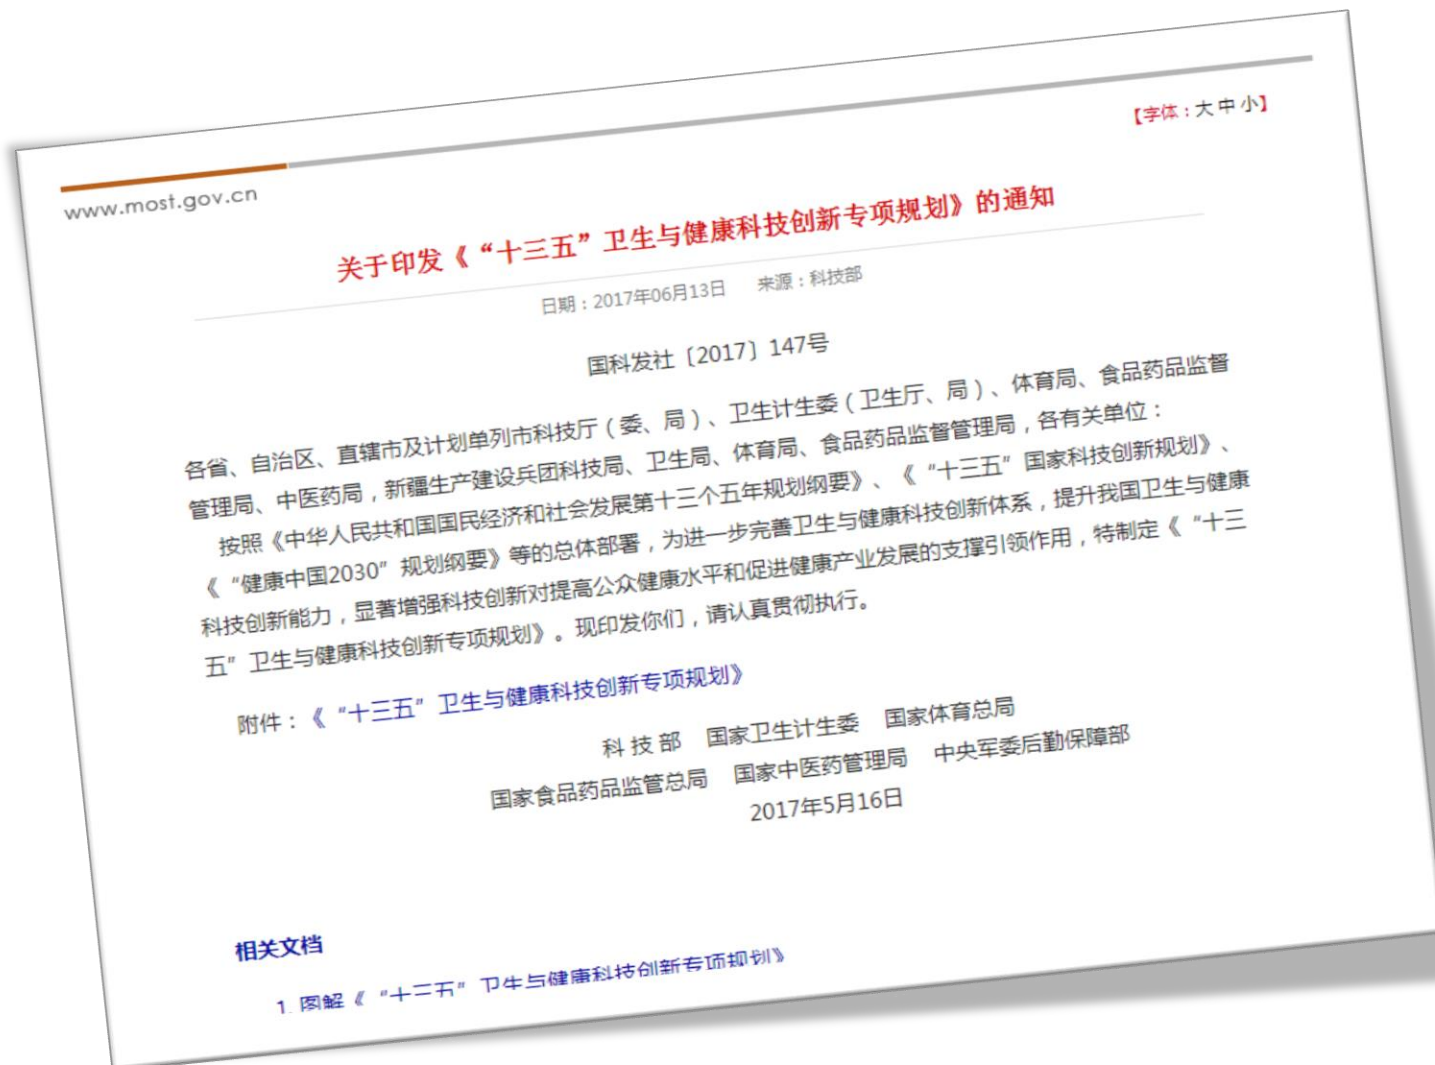 【字体：大 中 小】
www.most.gov.cn
关于印发《“十三五”卫生与健康科技创新专项规划》的通知
日期：2017年06月13日 来源：科技部
国科发社〔2017〕147号
各省、自治区、直辖市及计划单列市科技厅（委、局）、卫生计生委（卫生厅、局）、体育局、食品药品监督
管理局、中医药局，新疆生产建设兵团科技局、卫生局、体育局、食品药品监督管理局，各有关单位：
按照《中华人民共和国国民经济和社会发展第十三个五年规划纲要》、《“十三五”国家科技创新规划》、
《“健康中国2030”规划纲要》等的总体部署，为进一步完善卫生与健康科技创新体系，提升我国卫生与健康
科技创新能力，显著增强科技创新对提高公众健康水平和促进健康产业发展的支撑引领作用，特制定《“十三
五”卫生与健康科技创新专项规划》。现印发你们，请认真贯彻执行。
附件：《“十三五”卫生与健康科技创新专项规划》
科 技 部 国家卫生计生委 国家体育总局
国家食品药品监管总局 国家中医药管理局 中央军委后勤保障部
2017年5月16日
相关文档
1. 图解《“十三五”卫生与健康科技创新专项规划》